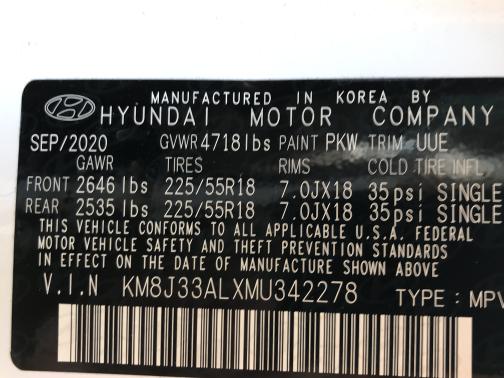 MANUFACTURED IN KOREA BY
HYUNDAI MOTOR COMPANY
SEP/2020 GVWR 4718 lbs PAINT PKW TRIM UUE
GAWR TIRES RIMS COLD TIRE INFL
FRONT 2646 lbs 225/55R18 7.0JX18 35psi SINGLE
REAR 2535 lbs 225/55R18 7.0JX18 35psi SINGLE
THIS VEHICLE CONFORMS TO ALL APPLICABLE U.S.A. FEDERAL
MOTOR VEHICLE SAFETY AND THEFT PREVENTION STANDARDS
IN EFFECT ON THE DATE OF MANUFACTURE SHOWN ABOVE.
V.I.N KM8J33ALXMU342278 TYPE : MPV